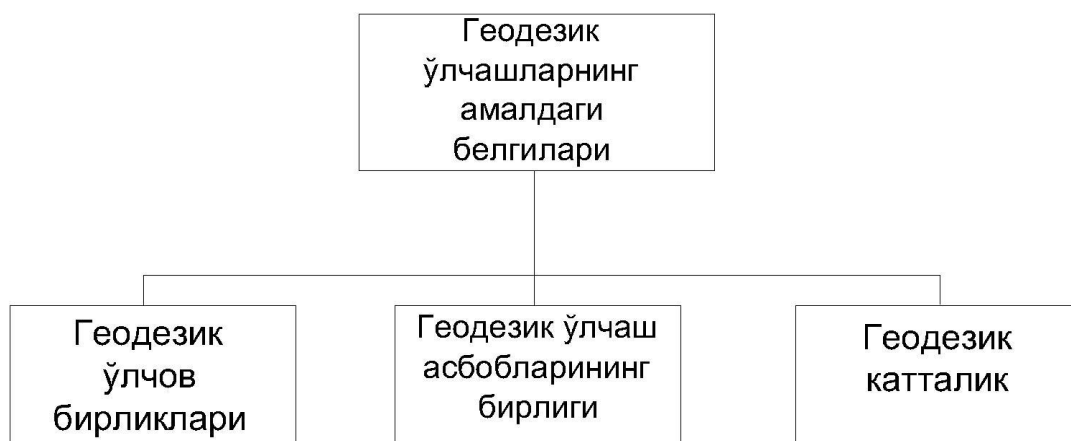 Геодезик
ўлчашларнинг
амалдаги
белгилари
Геодезик
ўлчов
бирликлари
Геодезик ўлчаш
асбобларининг
бирлиги
Геодезик
катталик